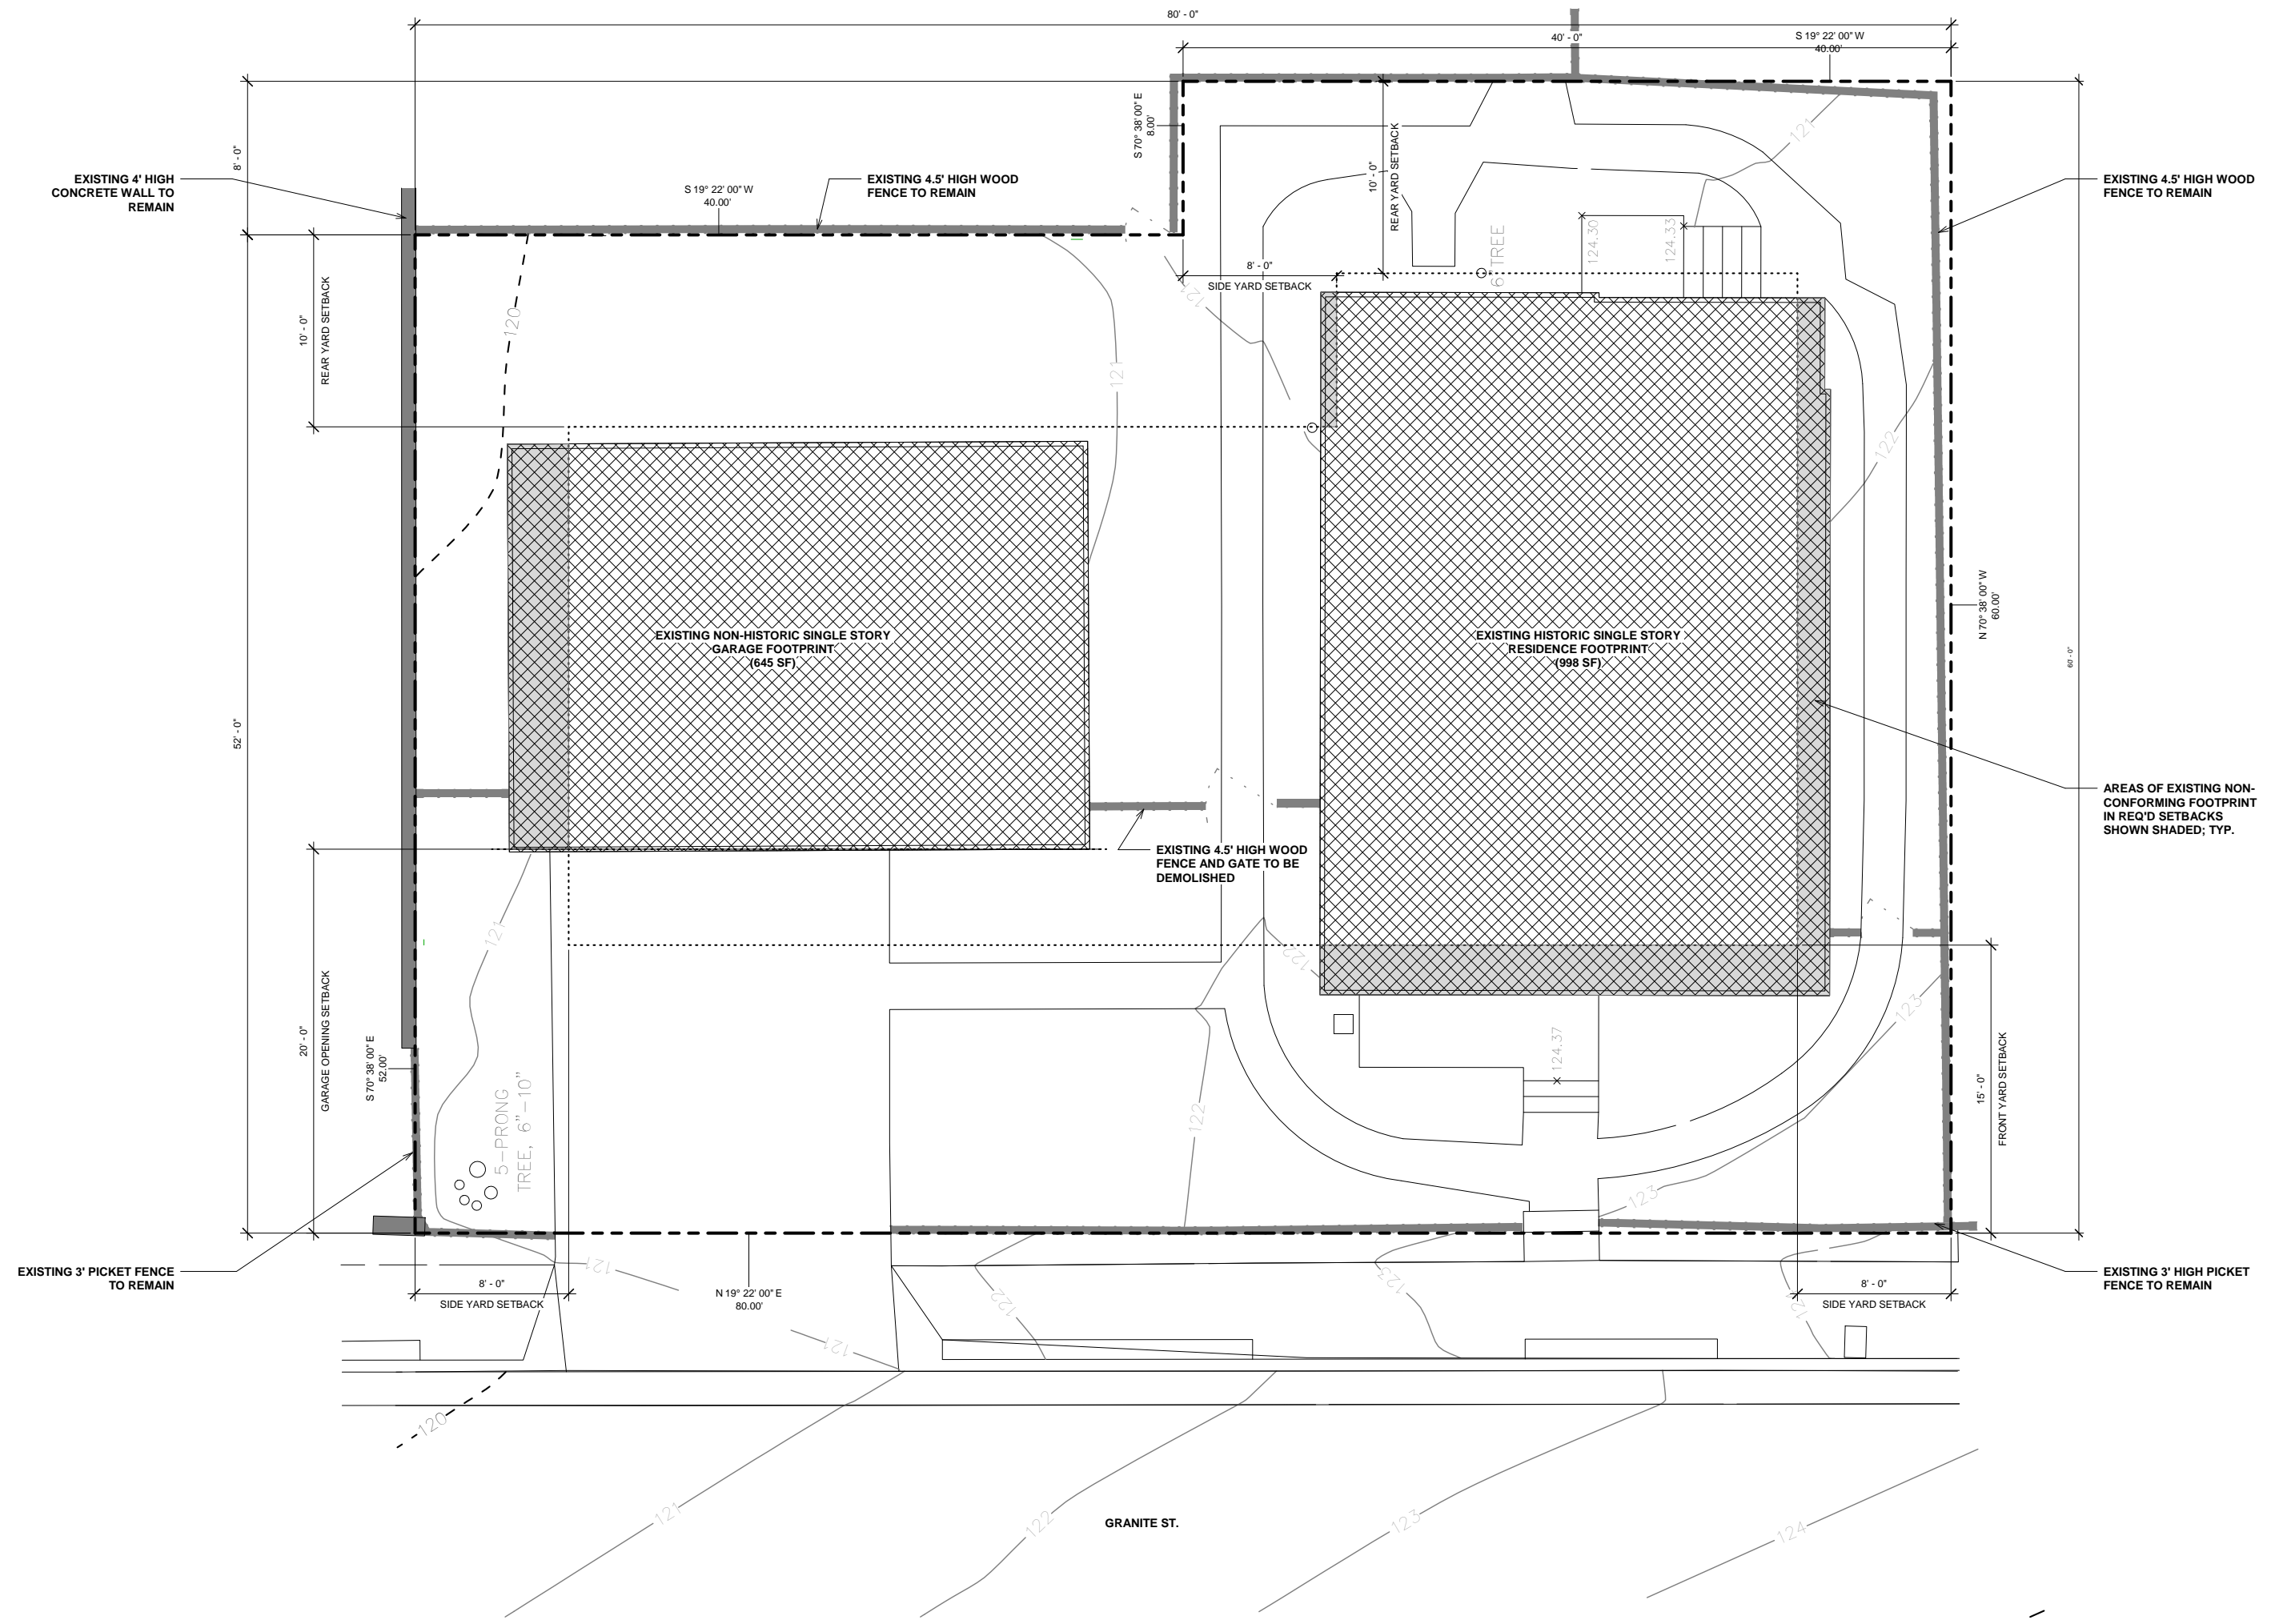 80' - 0"
40' - 0"
S 19° 22' 00" W
40.00'
S 70° 38' 00" E
8.00'
8' - 0"
EXISTING 4' HIGH
CONCRETE WALL TO
REMAIN
S 19° 22' 00" W
40.00'
EXISTING 4.5' HIGH WOOD
FENCE TO REMAIN
10' - 0"
REAR YARD SETBACK
121
EXISTING 4.5' HIGH WOOD
FENCE TO REMAIN
6"TREE
124.30
124.33
8' - 0"
SIDE YARD SETBACK
121
10' - 0"
REAR YARD SETBACK
120
121
122
EXISTING NON-HISTORIC SINGLE STORY
GARAGE FOOTPRINT
(645 SF)
EXISTING HISTORIC SINGLE STORY
RESIDENCE FOOTPRINT
(998 SF)
N 70° 38' 00" W
60.00'
60' - 0"
52' - 0"
AREAS OF EXISTING NON-
CONFORMING FOOTPRINT
IN REQ'D SETBACKS
SHOWN SHADED; TYP.
EXISTING 4.5' HIGH WOOD
FENCE AND GATE TO BE
DEMOLISHED
121
122
123
20' - 0"
GARAGE OPENING SETBACK
S 70° 38' 00" E
52.00'
5-PRONG
TREE, 6"-10"
122
124.37
15' - 0"
FRONT YARD SETBACK
123
EXISTING 3' PICKET FENCE
TO REMAIN
8' - 0"
SIDE YARD SETBACK
121
N 19° 22' 00" E
80.00'
122
123
8' - 0"
SIDE YARD SETBACK
EXISTING 3' HIGH PICKET
FENCE TO REMAIN
121
120
121
122
GRANITE ST.
123
124